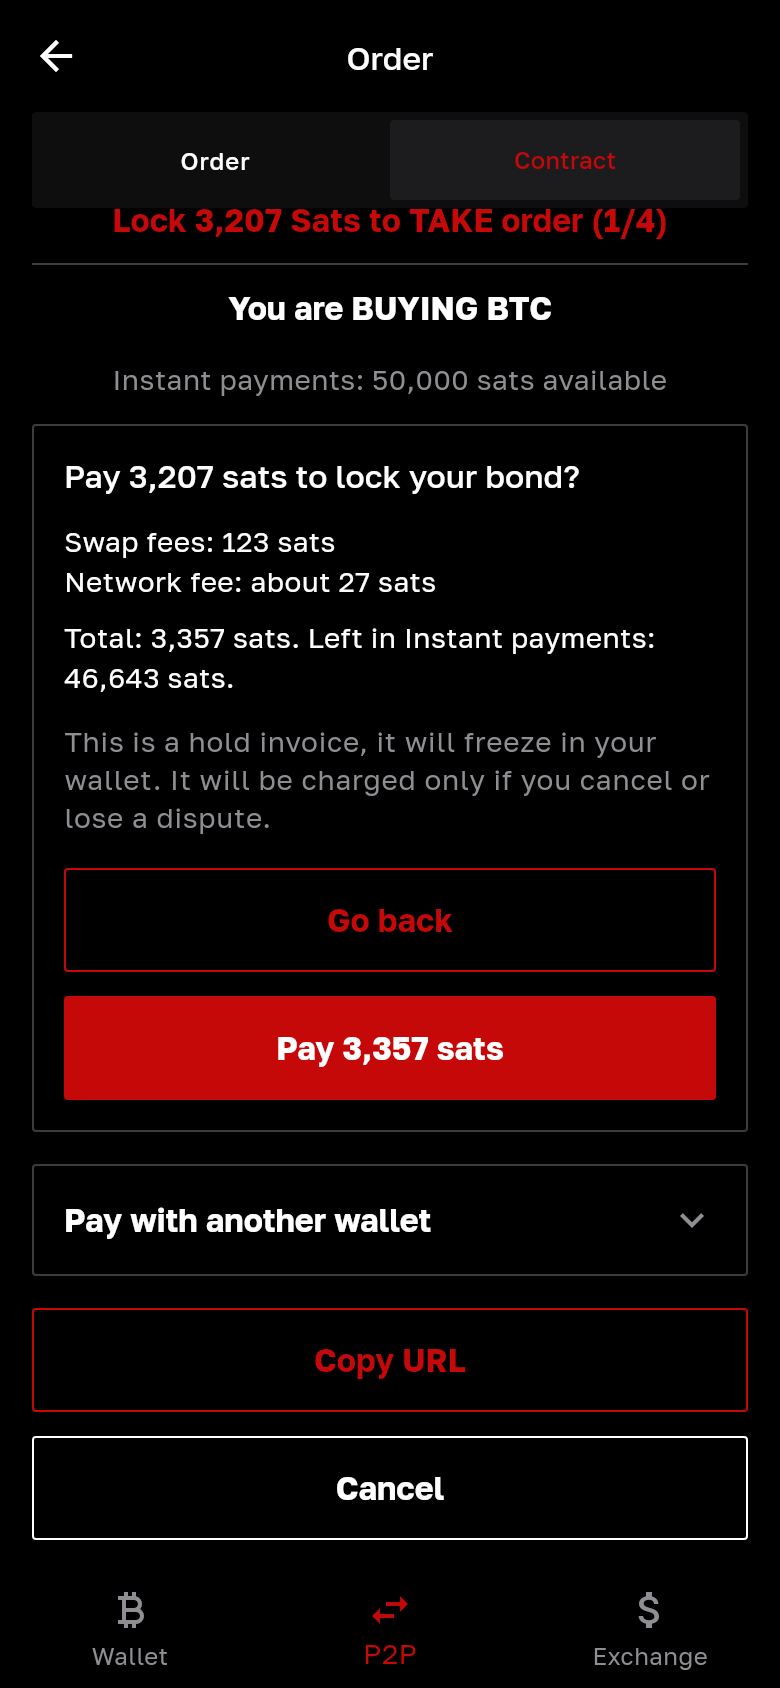 Order
Order
Contract
Lock 3,207 Sats to TAKE order (1/4)
You are BUYING BTC
Instant payments: 50,000 sats available
Pay 3,207 sats to lock your bond?
Swap fees: 123 sats
Network fee: about 27 sats
Total: 3,357 sats. Left in Instant payments:
46,643 sats.
This is a hold invoice, it will freeze in your
wallet. It will be charged only if you cancel or
lose a dispute.
Go back
Pay 3,357 sats
Pay with another wallet
Copy URL
Cancel
Wallet
P2P
Exchange